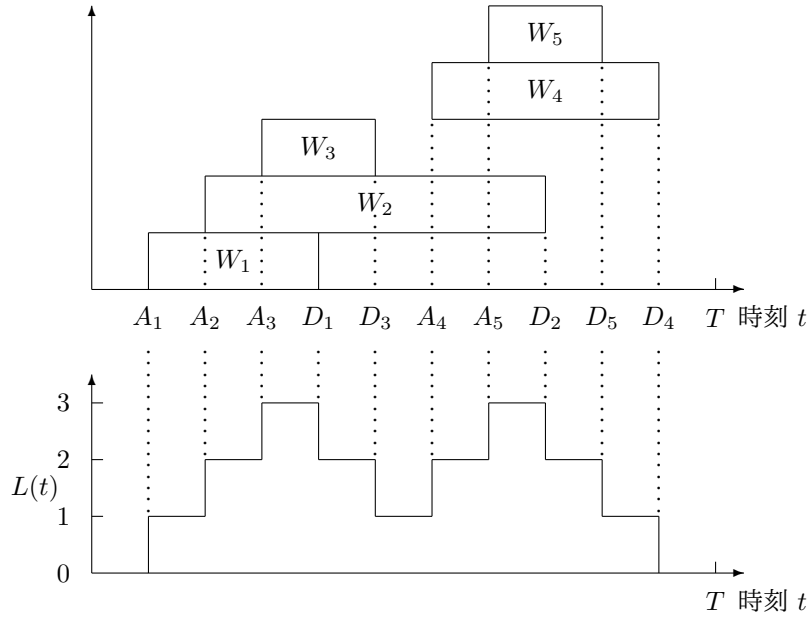 W₅
W₄
W₃
W₂
W₁
A₁ A₂ A₃ D₁ D₃ A₄ A₅ D₂ D₅ D₄ T 時刻 t
3
2
L(t)
1
0
T 時刻 t